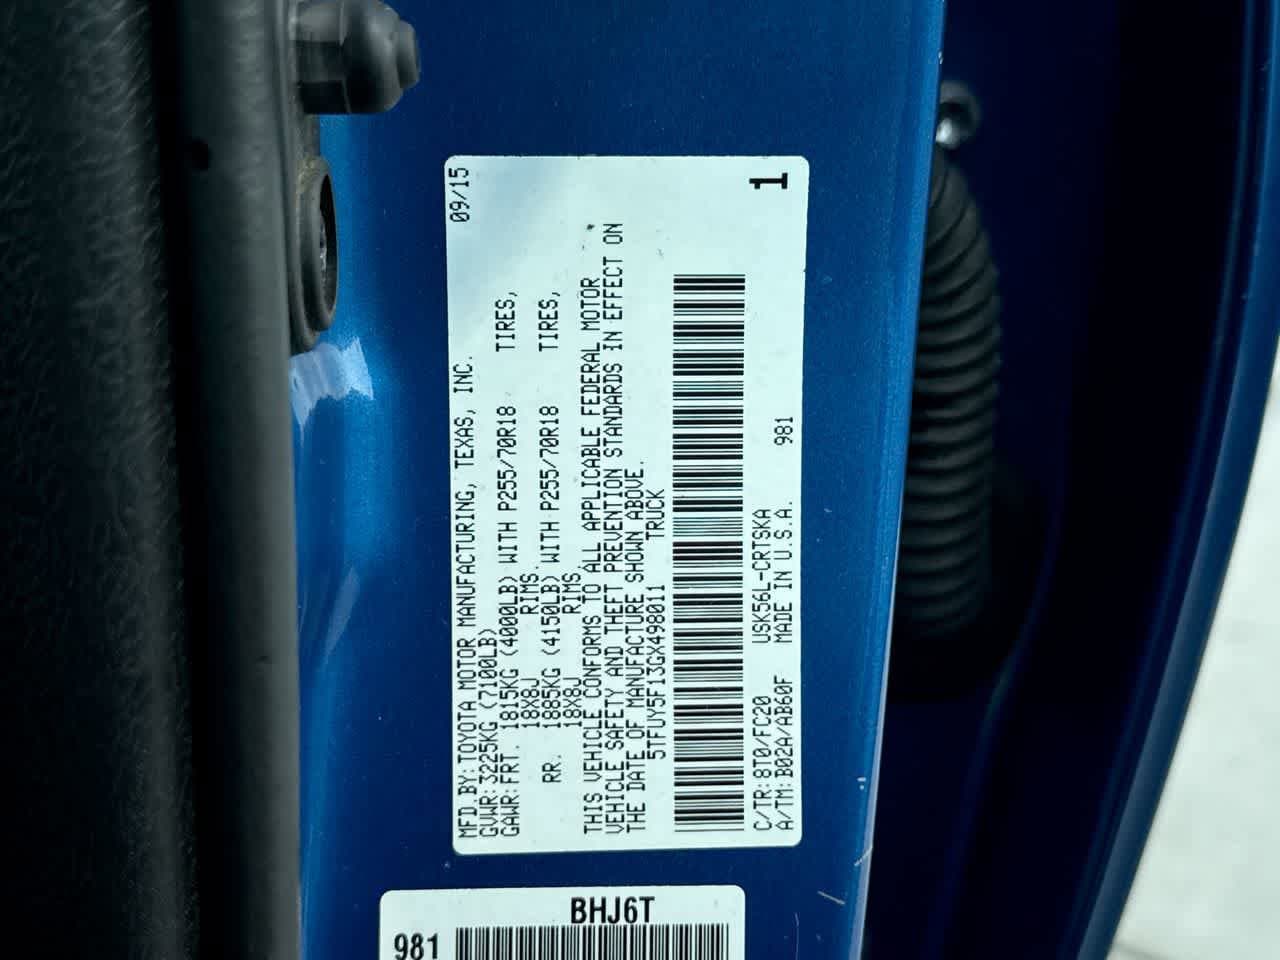 MFD.BY:TOYOTA MOTOR MANUFACTURING, TEXAS, INC. 09/15
GVWR:3225KG (7100LB)
GAWR:FRT. 1815KG (4000LB) WITH P255/70R18 TIRES,
18X8J RIMS.
RR. 1885KG (4150LB) WITH P255/70R18 TIRES,
18X8J RIMS.
THIS VEHICLE CONFORMS TO ALL APPLICABLE FEDERAL MOTOR
VEHICLE SAFETY AND THEFT PREVENTION STANDARDS IN EFFECT ON
THE DATE OF MANUFACTURE SHOWN ABOVE.
5TFUY5F13GX498011 TRUCK
C/TR:8T0/FC20 USK56L-CRTSKA
A/TM:B02A/AB60F MADE IN U.S.A. 981
1
BHJ6T
981